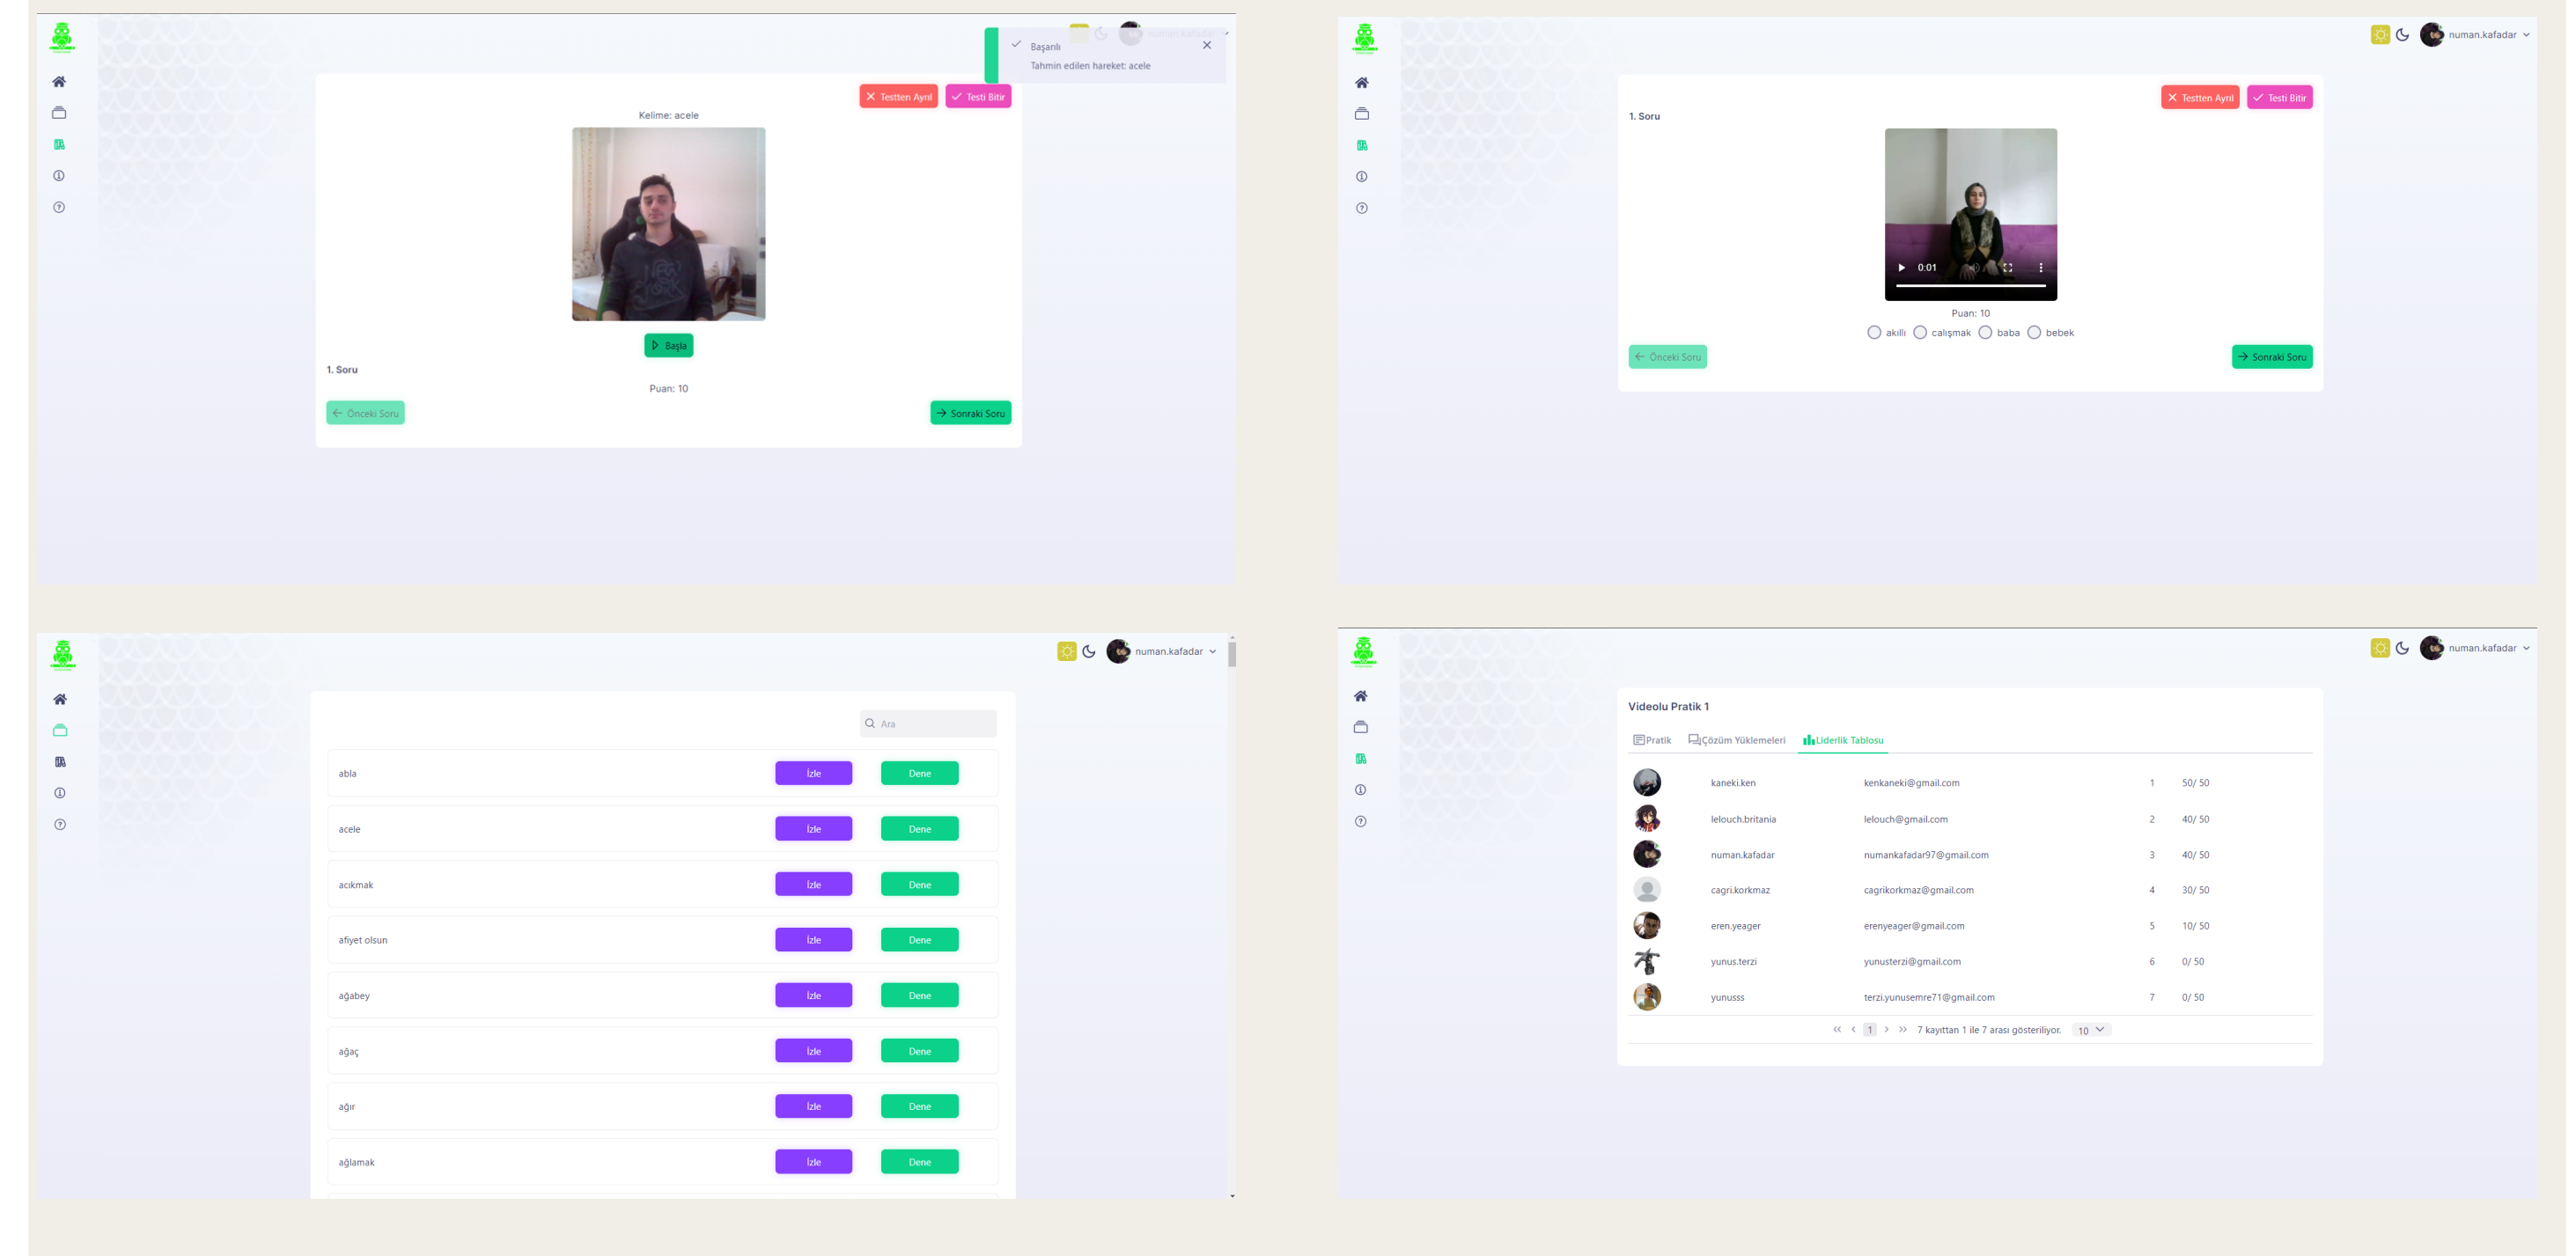 Başarılı
Tahmin edilen hareket: acele
Testten Ayrıl
Testi Bitir
Kelime: acele
Başla
1. Soru
Puan: 10
Önceki Soru
Sonraki Soru
numan.kafadar
Testten Ayrıl
Testi Bitir
1. Soru
0:01
Puan: 10
akıllı
calışmak
baba
bebek
Önceki Soru
Sonraki Soru
numan.kafadar
Ara
abla İzle Dene
acele İzle Dene
acıkmak İzle Dene
afiyet olsun İzle Dene
ağabey İzle Dene
ağaç İzle Dene
ağır İzle Dene
ağlamak İzle Dene
numan.kafadar
Videolu Pratik 1
Pratik Çözüm Yüklemeleri Liderlik Tablosu
kaneki.ken kenkaneki@gmail.com 1 50/ 50
lelouch.britania lelouch@gmail.com 2 40/ 50
numan.kafadar numankafadar97@gmail.com 3 40/ 50
cagri.korkmaz cagrikorkmaz@gmail.com 4 30/ 50
eren.yeager erenyeager@gmail.com 5 10/ 50
yunus.terzi yunusterzi@gmail.com 6 0/ 50
yunusss terzi.yunusemre71@gmail.com 7 0/ 50
1 7 kayıttan 1 ile 7 arası gösteriliyor. 10